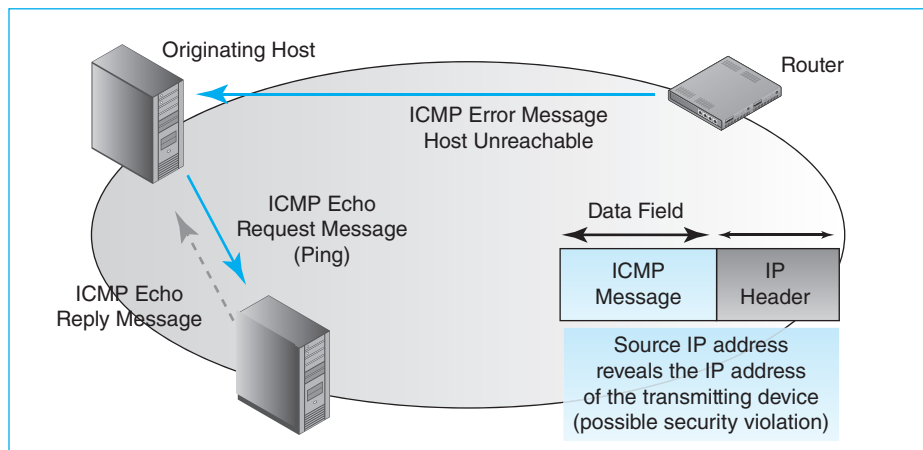 Originating Host
Router
ICMP Error Message
Host Unreachable
ICMP Echo
Request Message
(Ping)
ICMP Echo
Reply Message
Data Field
ICMP
Message
IP
Header
Source IP address
reveals the IP address
of the transmitting device
(possible security violation)